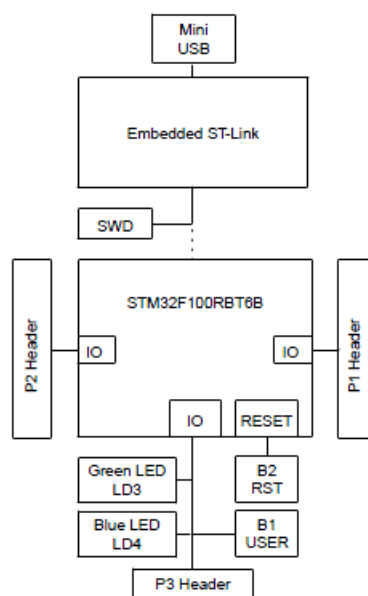 Mini
USB
Embedded ST-Link
SWD
STM32F100RBT6B
P2 Header
IO
IO
P1 Header
IO
RESET
Green LED
LD3
B2
RST
Blue LED
LD4
B1
USER
P3 Header